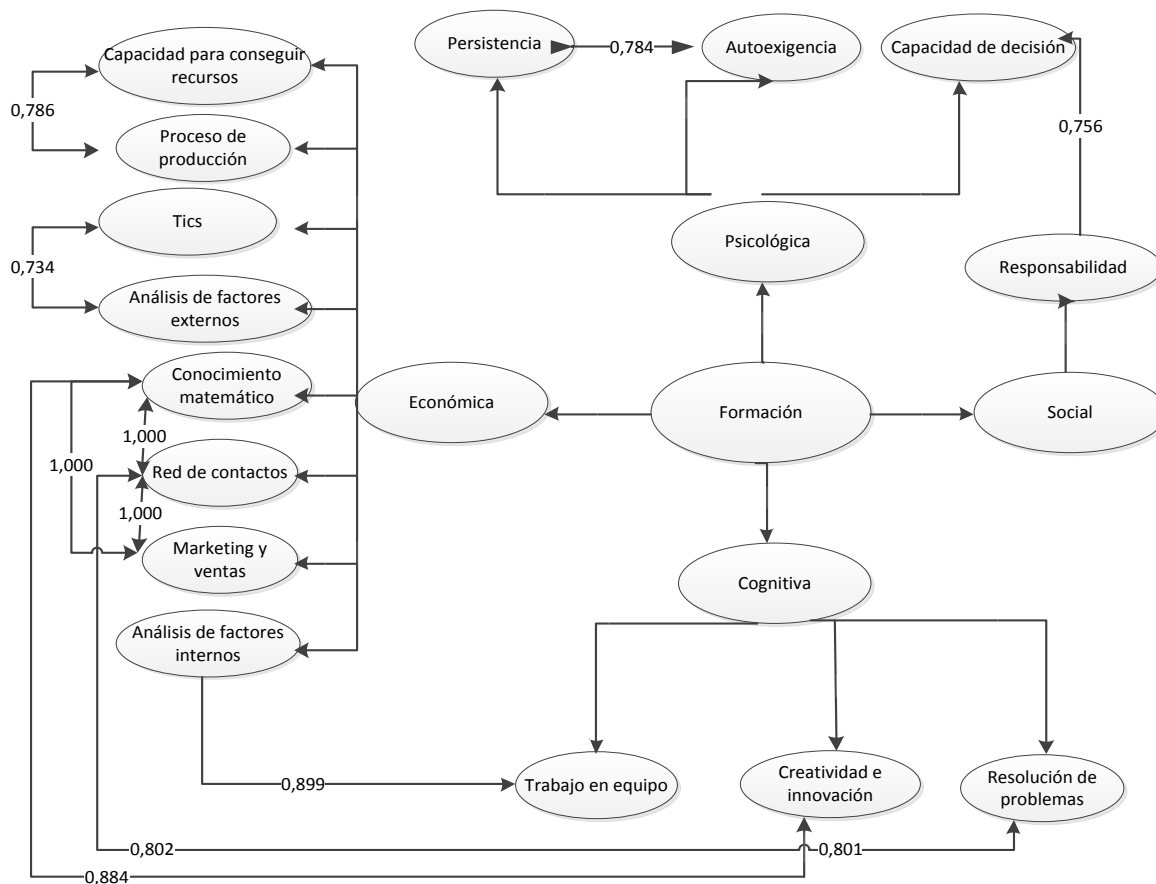 Capacidad para conseguir
recursos
0,786
Proceso de
producción
Tics
0,734
Análisis de factores
externos
Conocimiento
matemático
1,000
1,000
Red de contactos
1,000
Marketing y
ventas
Análisis de factores
internos
Económica
Persistencia
0,784
Autoexigencia
Capacidad de decisión
0,756
Psicológica
Responsabilidad
Formación
Social
Cognitiva
0,899
Trabajo en equipo
Creatividad e
innovación
Resolución de
problemas
0,802
0,801
0,884